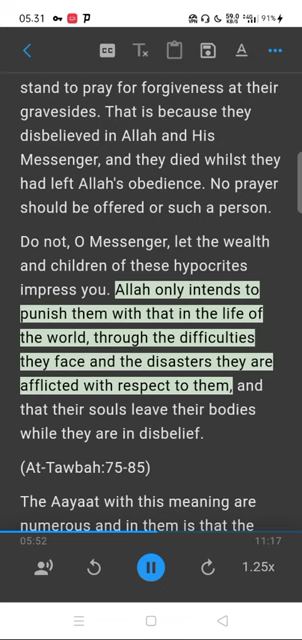 05.31
59.0
KB/S
4G
91%
CC
A
stand to pray for forgiveness at their
gravesides. That is because they
disbelieved in Allah and His
Messenger, and they died whilst they
had left Allah's obedience. No prayer
should be offered or such a person.
Do not, O Messenger, let the wealth
and children of these hypocrites
impress you. Allah only intends to
punish them with that in the life of
the world, through the difficulties
they face and the disasters they are
afflicted with respect to them, and
that their souls leave their bodies
while they are in disbelief.
(At-Tawbah:75-85)
The Aayaat with this meaning are
numerous and in them is that the
05:52
11:17
1.25x